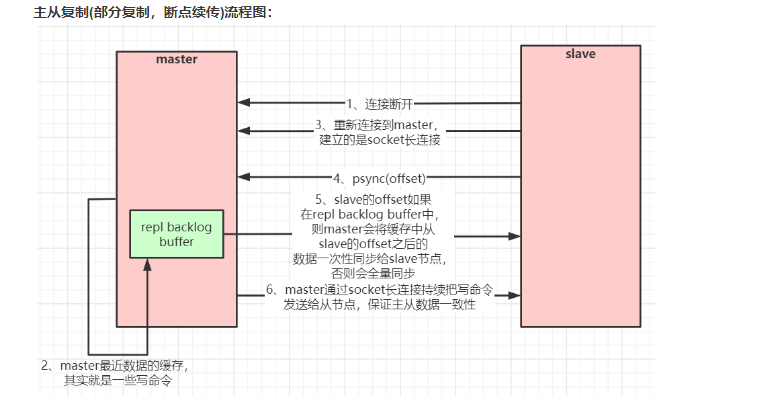 主从复制(部分复制，断点续传)流程图：
master
slave
1、连接断开
3、重新连接到master，
建立的是socket长连接
4、psync(offset)
5、slave的offset如果
在repl backlog buffer中，
则master会将缓存中从
slave的offset之后的
数据一次性同步给slave节点，
否则会全量同步
repl backlog
buffer
6、master通过socket长连接持续把写命令
发送给从节点，保证主从数据一致性
2、master最近数据的缓存，
其实就是一些写命令